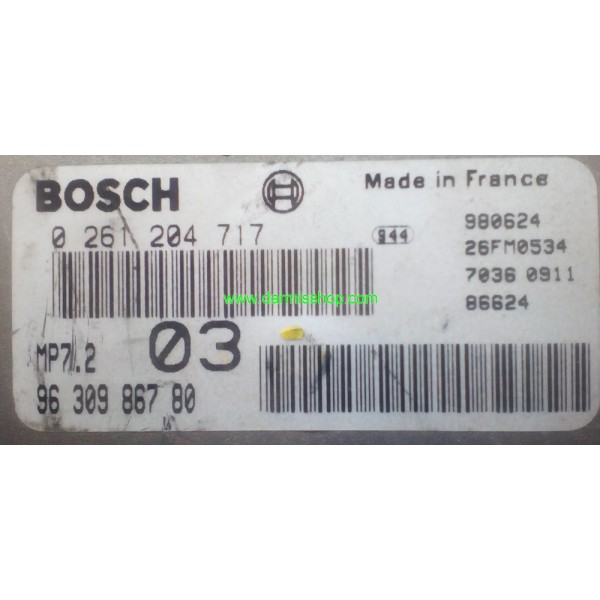 BOSCH
Made in France
0 261 204 717
944
980624
26FM0534
7036 0911
86624
www.darmisshop.com
MP7.2
03
96 309 867 80